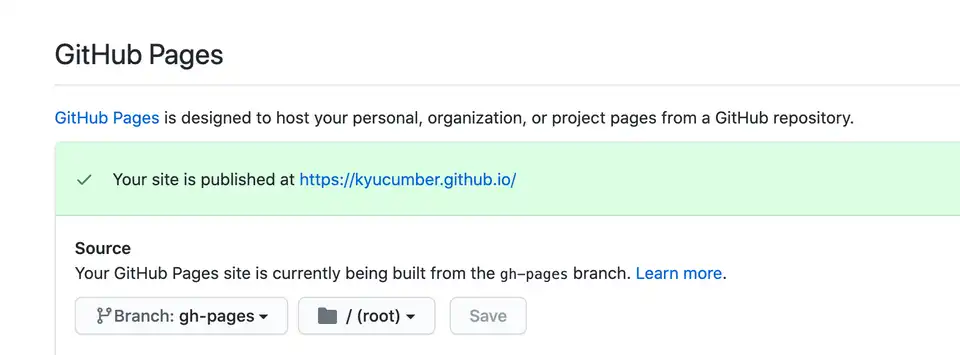 GitHub Pages
GitHub Pages is designed to host your personal, organization, or project pages from a GitHub repository.
Your site is published at https://kyucumber.github.io/
Source
Your GitHub Pages site is currently being built from the gh-pages branch. Learn more.
Branch: gh-pages / (root) Save